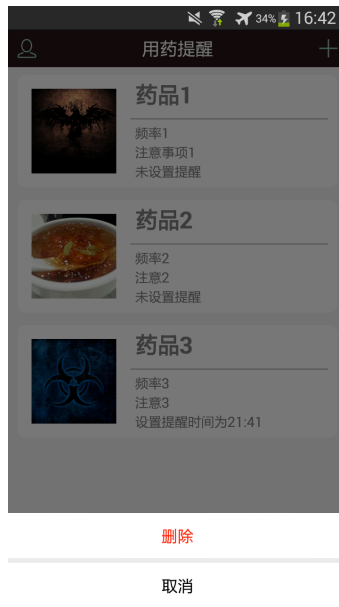 34% 16:42
用药提醒
药品1
频率1
注意事项1
未设置提醒
药品2
频率2
注意2
未设置提醒
药品3
频率3
注意3
设置提醒时间为21:41
删除
取消